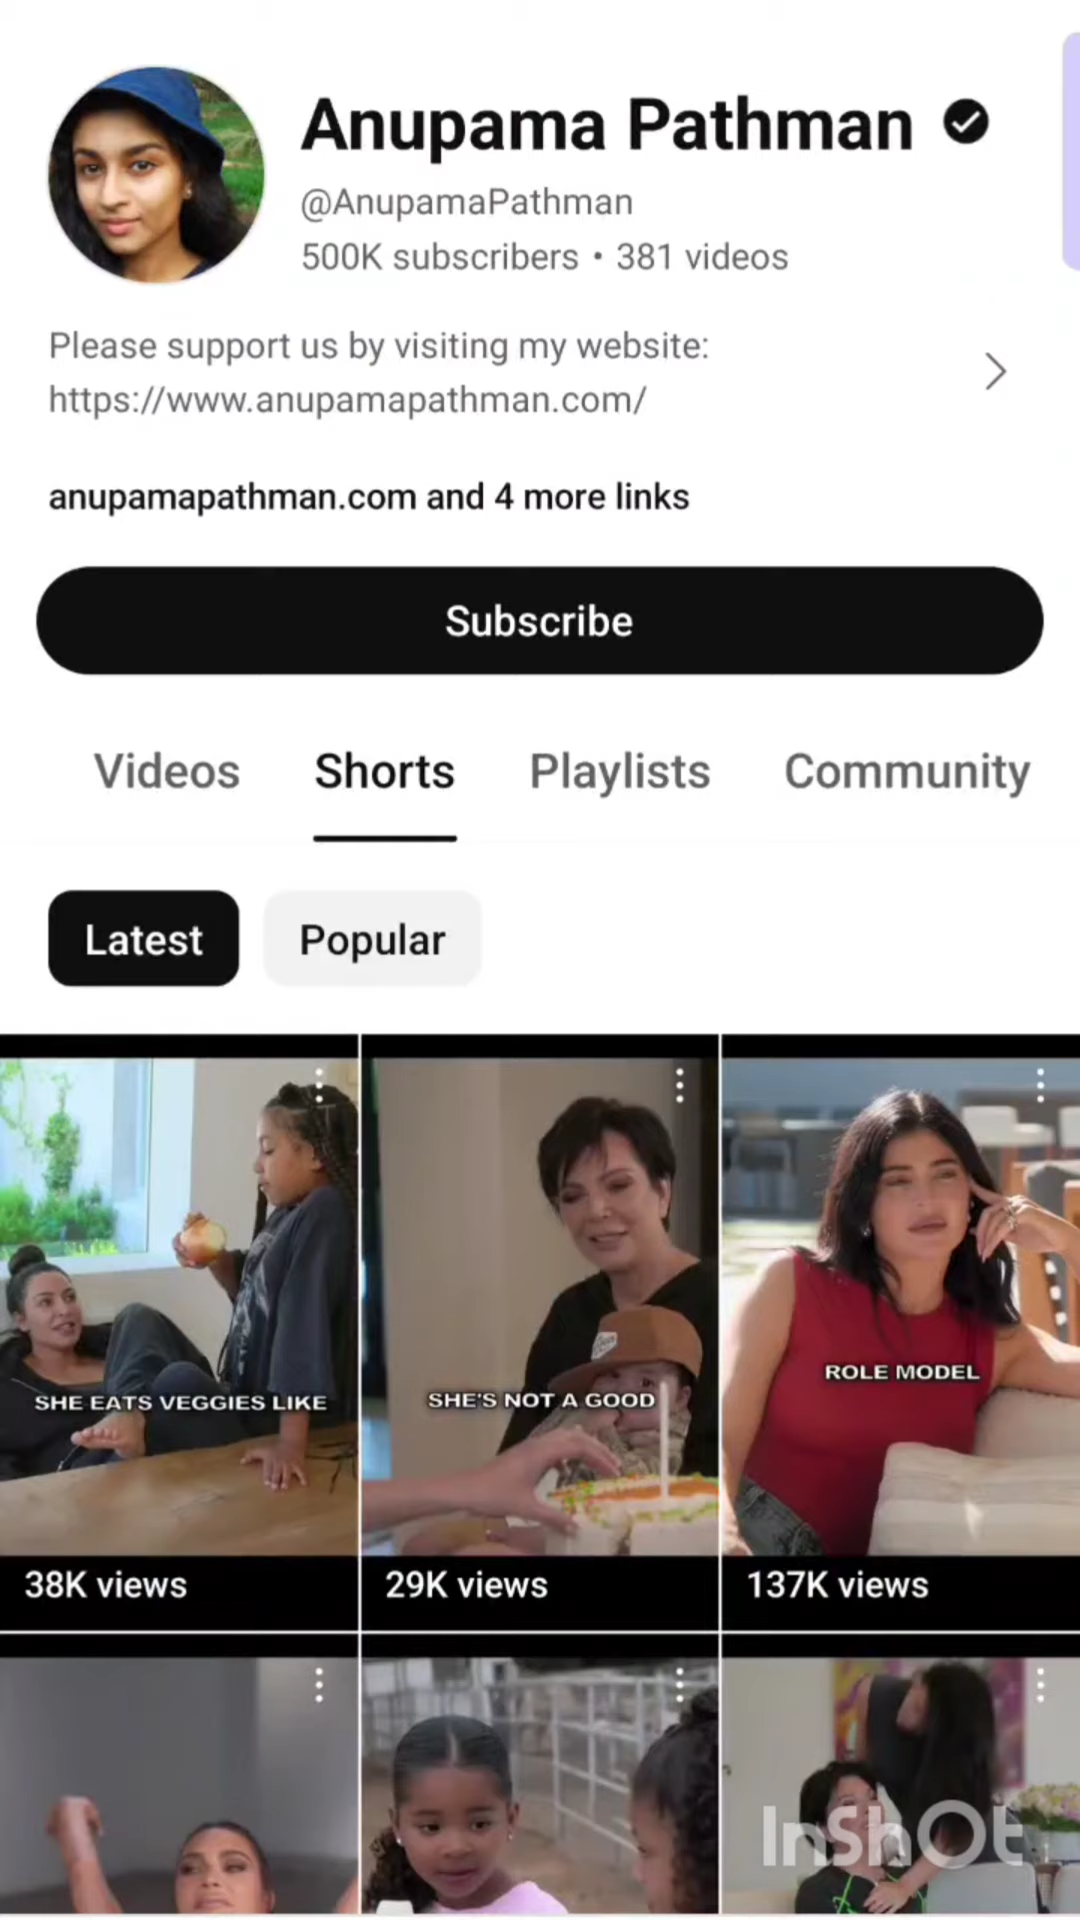 Anupama Pathman
@AnupamaPathman
500K subscribers • 381 videos
Please support us by visiting my website:
https://www.anupamapathman.com/
anupamapathman.com and 4 more links
Subscribe
Videos Shorts Playlists Community
Latest Popular
SHE EATS VEGGIES LIKE
SHE'S NOT A GOOD
ROLE MODEL
38K views
29K views
137K views
InShOt